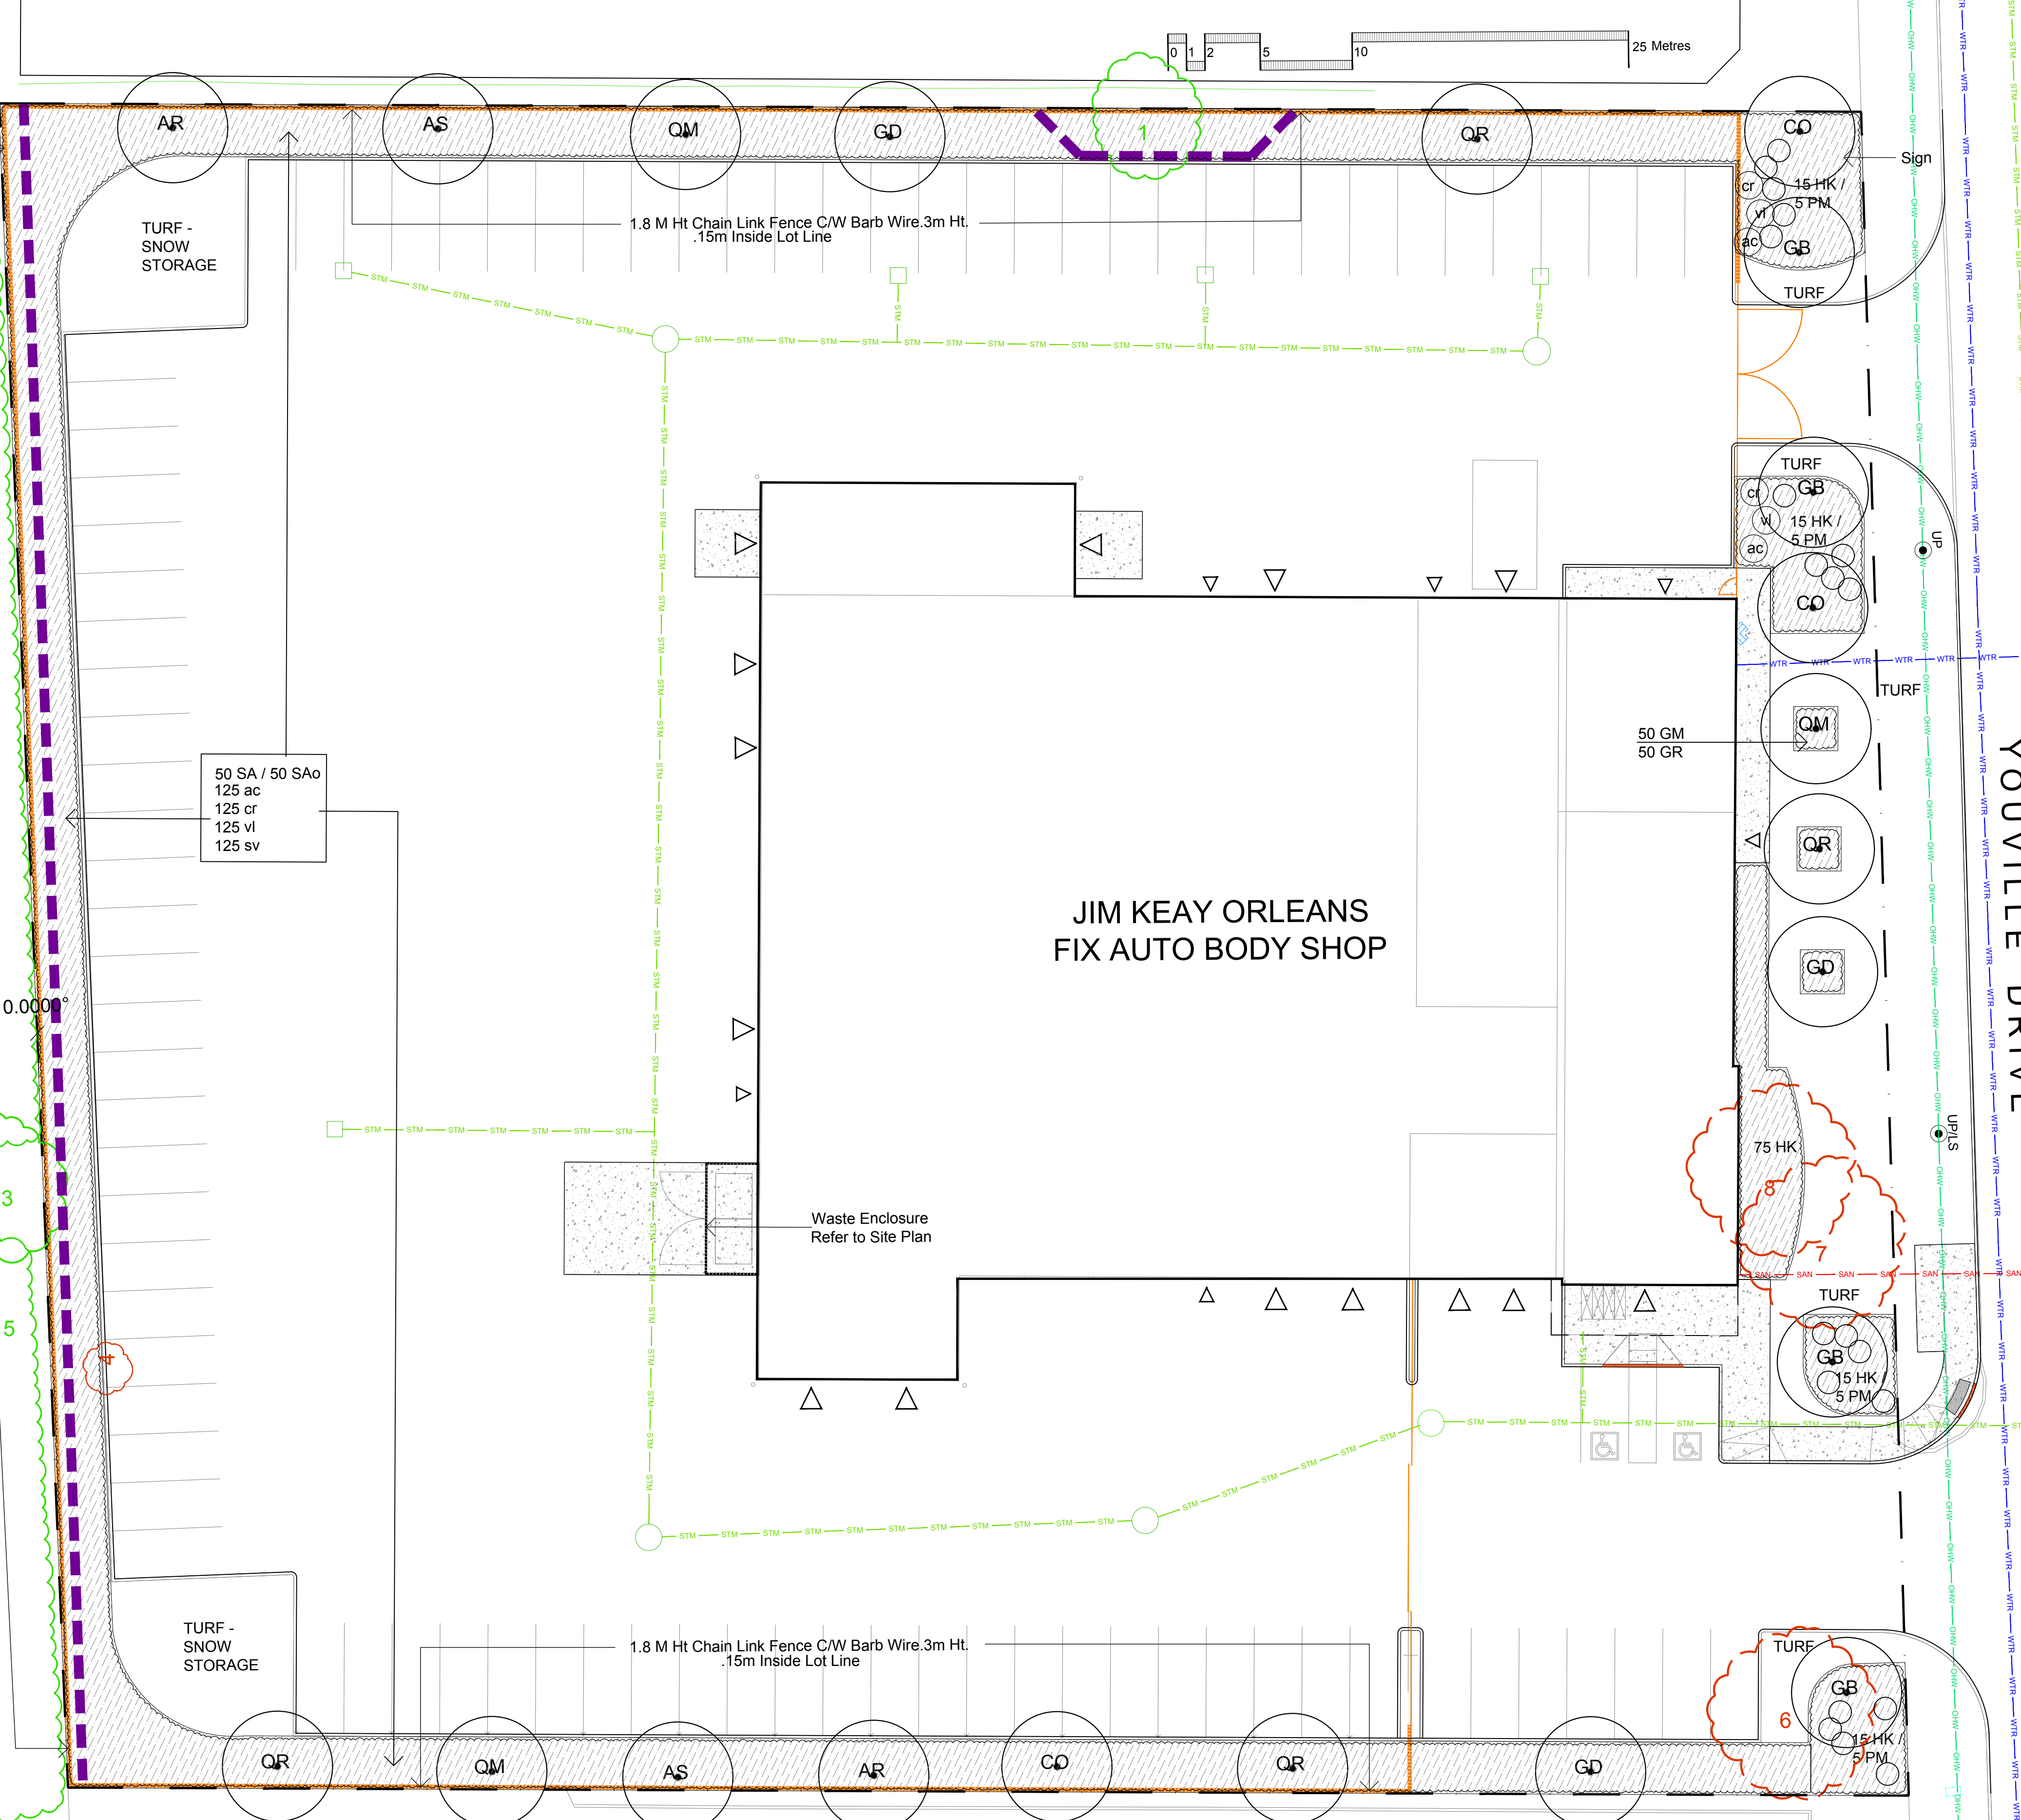 0 1 2 5 10 25 Metres
AR
AS
QM
GD
1
QR
CO
Sign
cr
15 HK /
5 PM
vl
ac
GB
TURF
TURF -
SNOW
STORAGE
1.8 M Ht Chain Link Fence C/W Barb Wire.3m Ht.
.15m Inside Lot Line
STM
OHW
WTR
TURF
GB
cr
vl
15 HK /
5 PM
ac
CO
UP
WTR
TURF
QM
50 GM
50 GR
QR
GD
YOUVILLE DRIVE
50 SA / 50 SAo
125 ac
125 cr
125 vl
125 sv
JIM KEAY ORLEANS
FIX AUTO BODY SHOP
0.0000°
UP/LS
75 HK
8
7
3
Waste Enclosure
Refer to Site Plan
SAN
TURF
5
4
GB
15 HK /
5 PM
STM
TURF -
SNOW
STORAGE
1.8 M Ht Chain Link Fence C/W Barb Wire.3m Ht.
.15m Inside Lot Line
TURF
GB
6
15 HK /
5 PM
QR
QM
AS
AR
CO
QR
GD